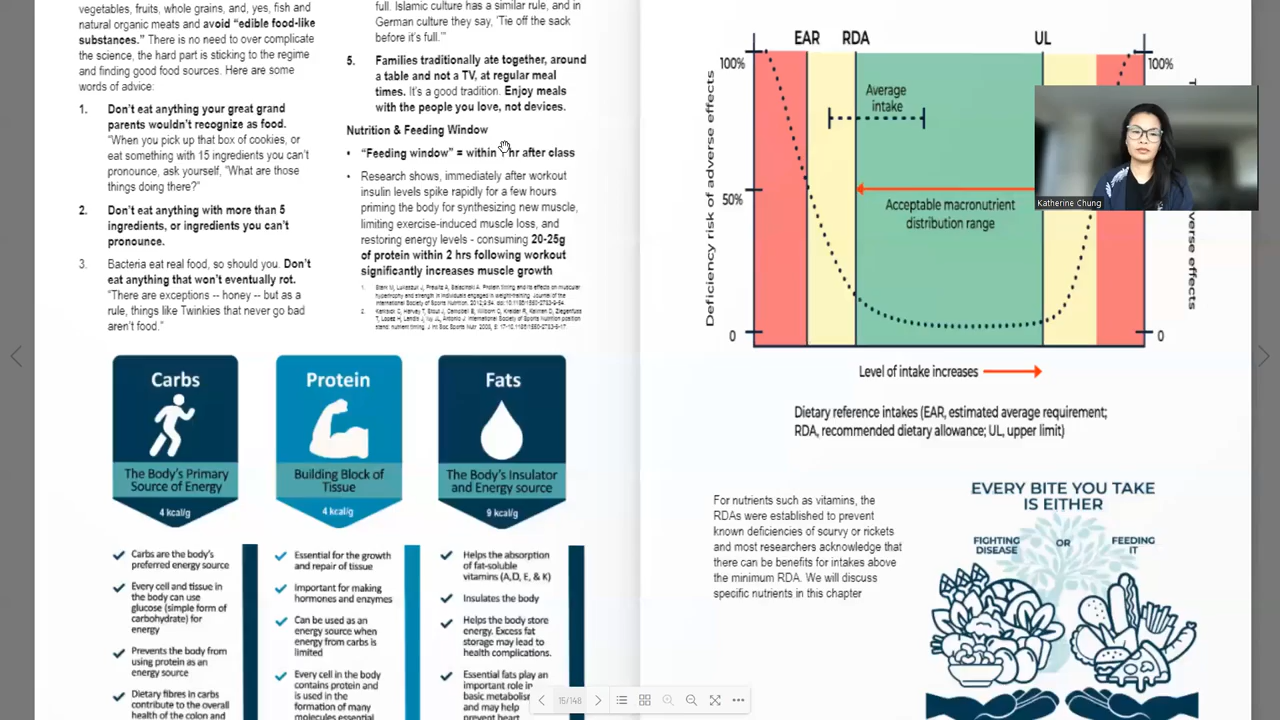 vegetables, fruits, whole grains, and, yes, fish and
natural organic meats and avoid “edible food-like
substances.” There is no need to over complicate
the science, the hard part is sticking to the regime
and finding good food sources. Here are some
words of advice:
1. Don’t eat anything your great grand
parents wouldn’t recognize as food.
“When you pick up that box of cookies, or
eat something with 15 ingredients you can’t
pronounce, ask yourself, “What are those
things doing there?”
2. Don’t eat anything with more than 5
ingredients, or ingredients you can’t
pronounce.
3. Bacteria eat real food, so should you. Don’t
eat anything that won’t eventually rot.
“There are exceptions -- honey -- but as a
rule, things like Twinkies that never go bad
aren’t food.”
full. Islamic culture has a similar rule, and in
German culture they say, ‘Tie off the sack
before it’s full.’”
5. Families traditionally ate together, around
a table and not a TV, at regular meal
times. It’s a good tradition. Enjoy meals
with the people you love, not devices.
Nutrition & Feeding Window
• “Feeding window” = within 1 hr after class
• Research shows, immediately after workout
insulin levels spike rapidly for a few hours
priming the body for synthesizing new muscle,
limiting exercise-induced muscle loss, and
restoring energy levels - consuming 20-25g
of protein within 2 hrs following workout
significantly increases muscle growth
Carbs
The Body’s Primary
Source of Energy
4 kcal/g
Carbs are the body’s
preferred energy source
Every cell and tissue in
the body can use
glucose (simple form of
carbohydrate) for
energy
Prevents the body from
using protein as an
energy source
Dietary fibres in carbs
contribute to the overall
health of the colon and
Protein
Building Block of
Tissue
4 kcal/g
Essential for the growth
and repair of tissue
Important for making
hormones and enzymes
Can be used as an
energy source when
energy from carbs is
limited
Every cell in the body
contains protein and
is used in the
formation of many
molecules essential
Fats
The Body’s Insulator
and Energy source
9 kcal/g
Helps the absorption
of fat-soluble
vitamins (A,D, E, & K)
Insulates the body
Helps the body store
energy. Excess fat
storage may lead to
health complications.
Essential fats play an
important role in
basic metabolism
and may help
prevent heart
EAR RDA UL
100% 100%
50%
0 0
Deficiency risk of adverse effects
verse effects
Average
intake
Acceptable macronutrient
distribution range
Level of intake increases
Dietary reference intakes (EAR, estimated average requirement;
RDA, recommended dietary allowance; UL, upper limit)
For nutrients such as vitamins, the
RDAs were established to prevent
known deficiencies of scurvy or rickets
and most researchers acknowledge that
there can be benefits for intakes above
the minimum RDA. We will discuss
specific nutrients in this chapter
EVERY BITE YOU TAKE
IS EITHER
FIGHTING
DISEASE
OR
FEEDING
IT
Katherine Chung
15/148